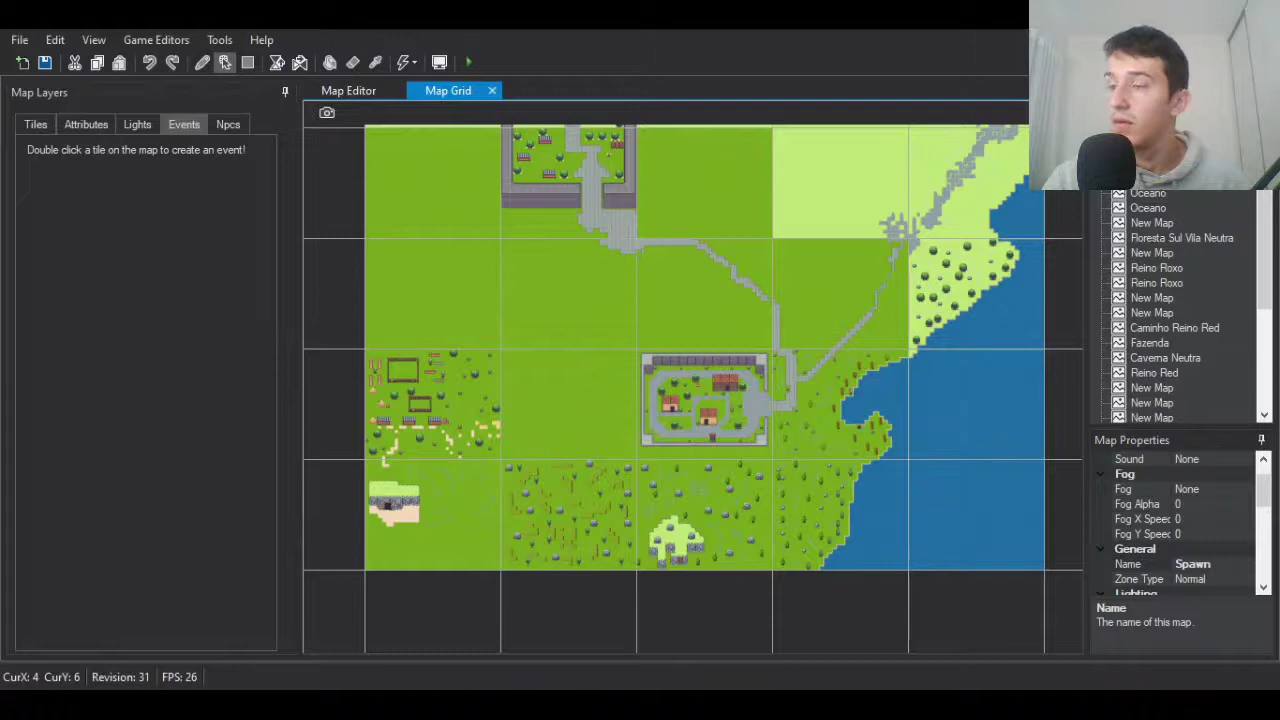 File Edit View Game Editors Tools Help
Map Layers
Map Editor Map Grid
Tiles Attributes Lights Events Npcs
Double click a tile on the map to create an event!
Oceano
Oceano
New Map
Floresta Sul Vila Neutra
New Map
Reino Roxo
Reino Roxo
New Map
New Map
Caminho Reino Red
Fazenda
Caverna Neutra
Reino Red
New Map
New Map
New Map
Map Properties
Sound None
Fog
Fog None
Fog Alpha 0
Fog X Speec 0
Fog Y Speec 0
General
Name Spawn
Zone Type Normal
Lighting
Name
The name of this map.
CurX: 4 CurY: 6 Revision: 31 FPS: 26